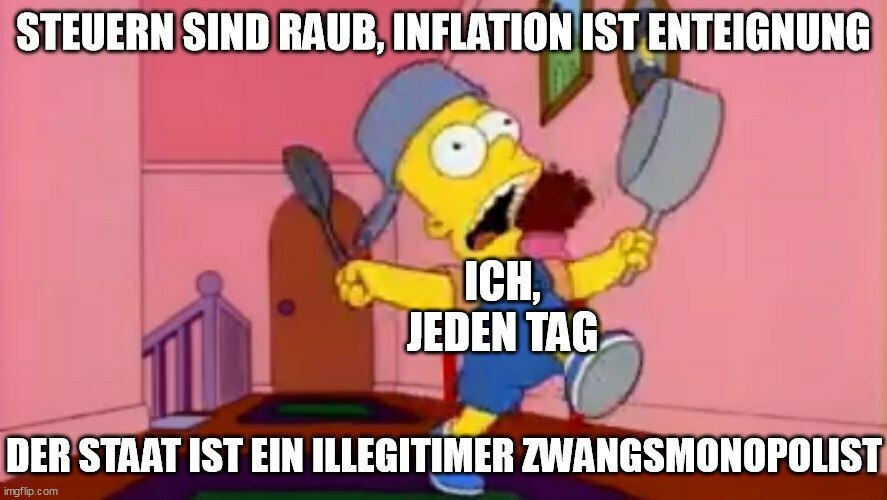 STEUERN SIND RAUB, INFLATION IST ENTEIGNUNG
ICH,
JEDEN TAG
DER STAAT IST EIN ILLEGITIMER ZWANGSMONOPOLIST
imgflip.com